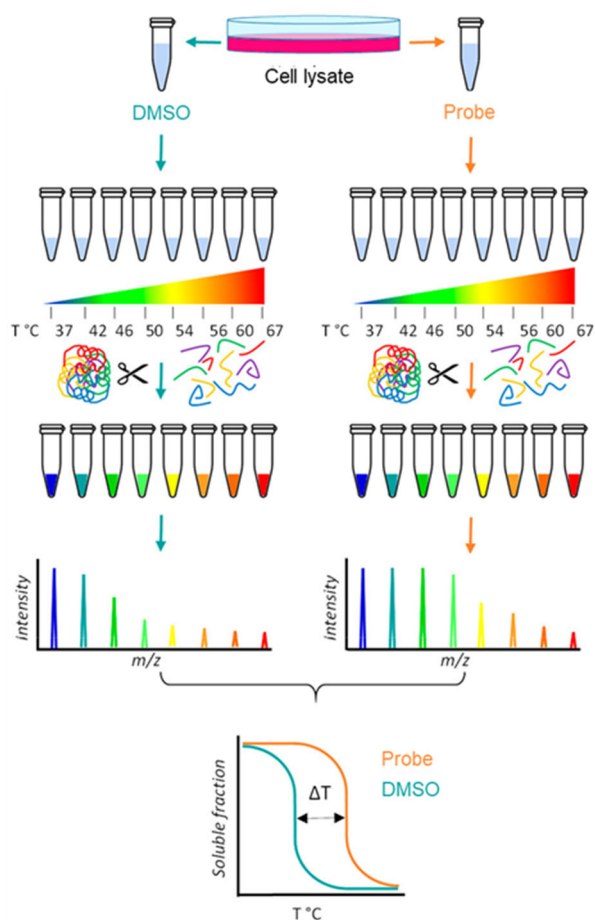 Cell lysate
DMSO
Probe
T °C 37 42 46 50 54 56 60 67
T °C 37 42 46 50 54 56 60 67
intensity
m/z
intensity
m/z
Soluble fraction
ΔT
Probe
DMSO
T °C